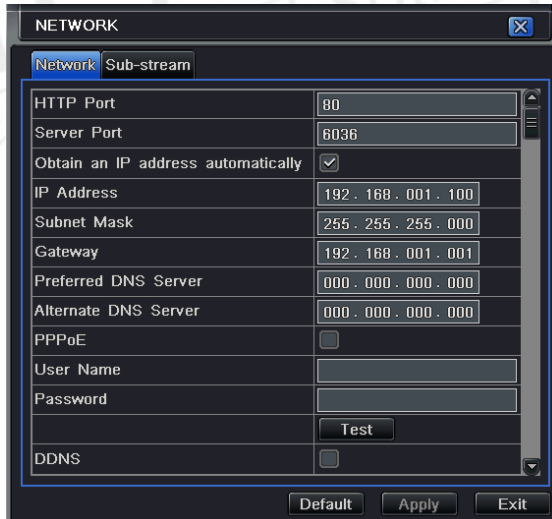 NETWORK
Network Sub-stream
HTTP Port 80
Server Port 6036
Obtain an IP address automatically
IP Address 192 . 168 . 001 . 100
Subnet Mask 255 . 255 . 255 . 000
Gateway 192 . 168 . 001 . 001
Preferred DNS Server 000 . 000 . 000 . 000
Alternate DNS Server 000 . 000 . 000 . 000
PPPoE
User Name
Password
Test
DDNS
Default Apply Exit